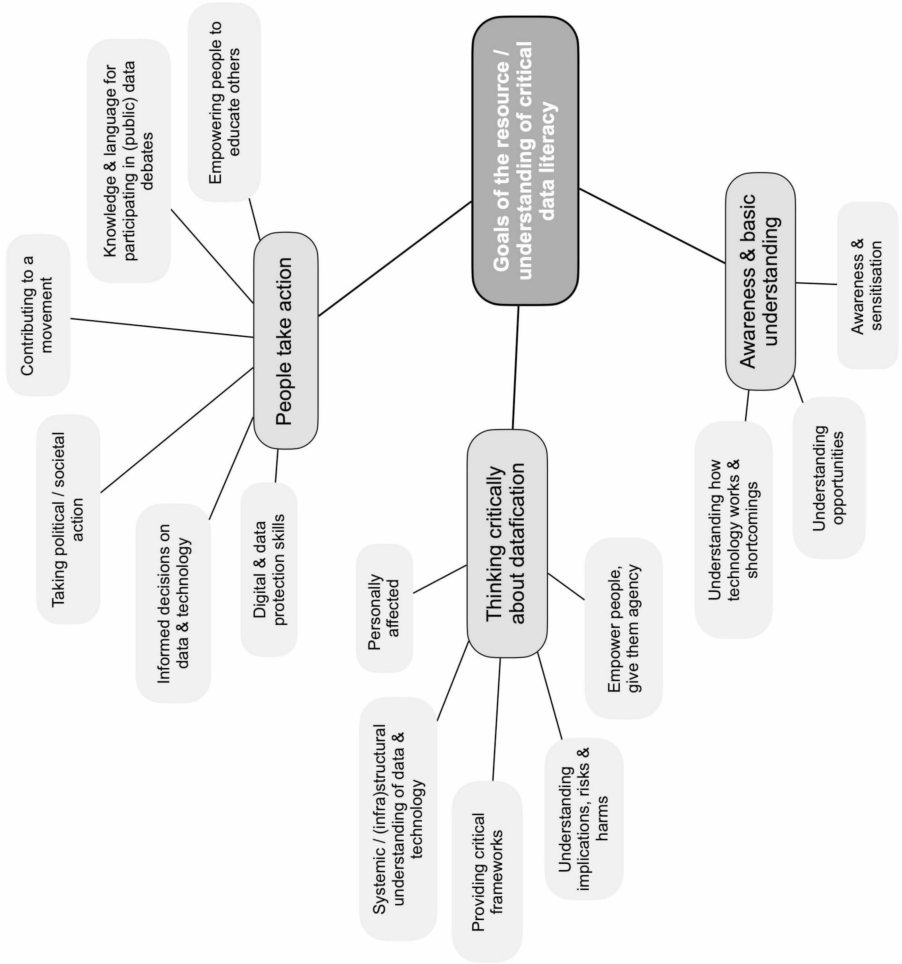 Contributing to a
movement
Knowledge & language for
participating in (public) data
debates
Empowering people to
educate others
Taking political / societal
action
Informed decisions on
data & technology
Digital & data
protection skills
People take action
Goals of the resource /
understanding of critical
data literacy
Personally
affected
Systemic / (infra)structural
understanding of data &
technology
Providing critical
frameworks
Understanding
implications, risks &
harms
Empower people,
give them agency
Thinking critically
about datafication
Awareness & basic
understanding
Understanding how
technology works &
shortcomings
Understanding
opportunities
Awareness &
sensitisation